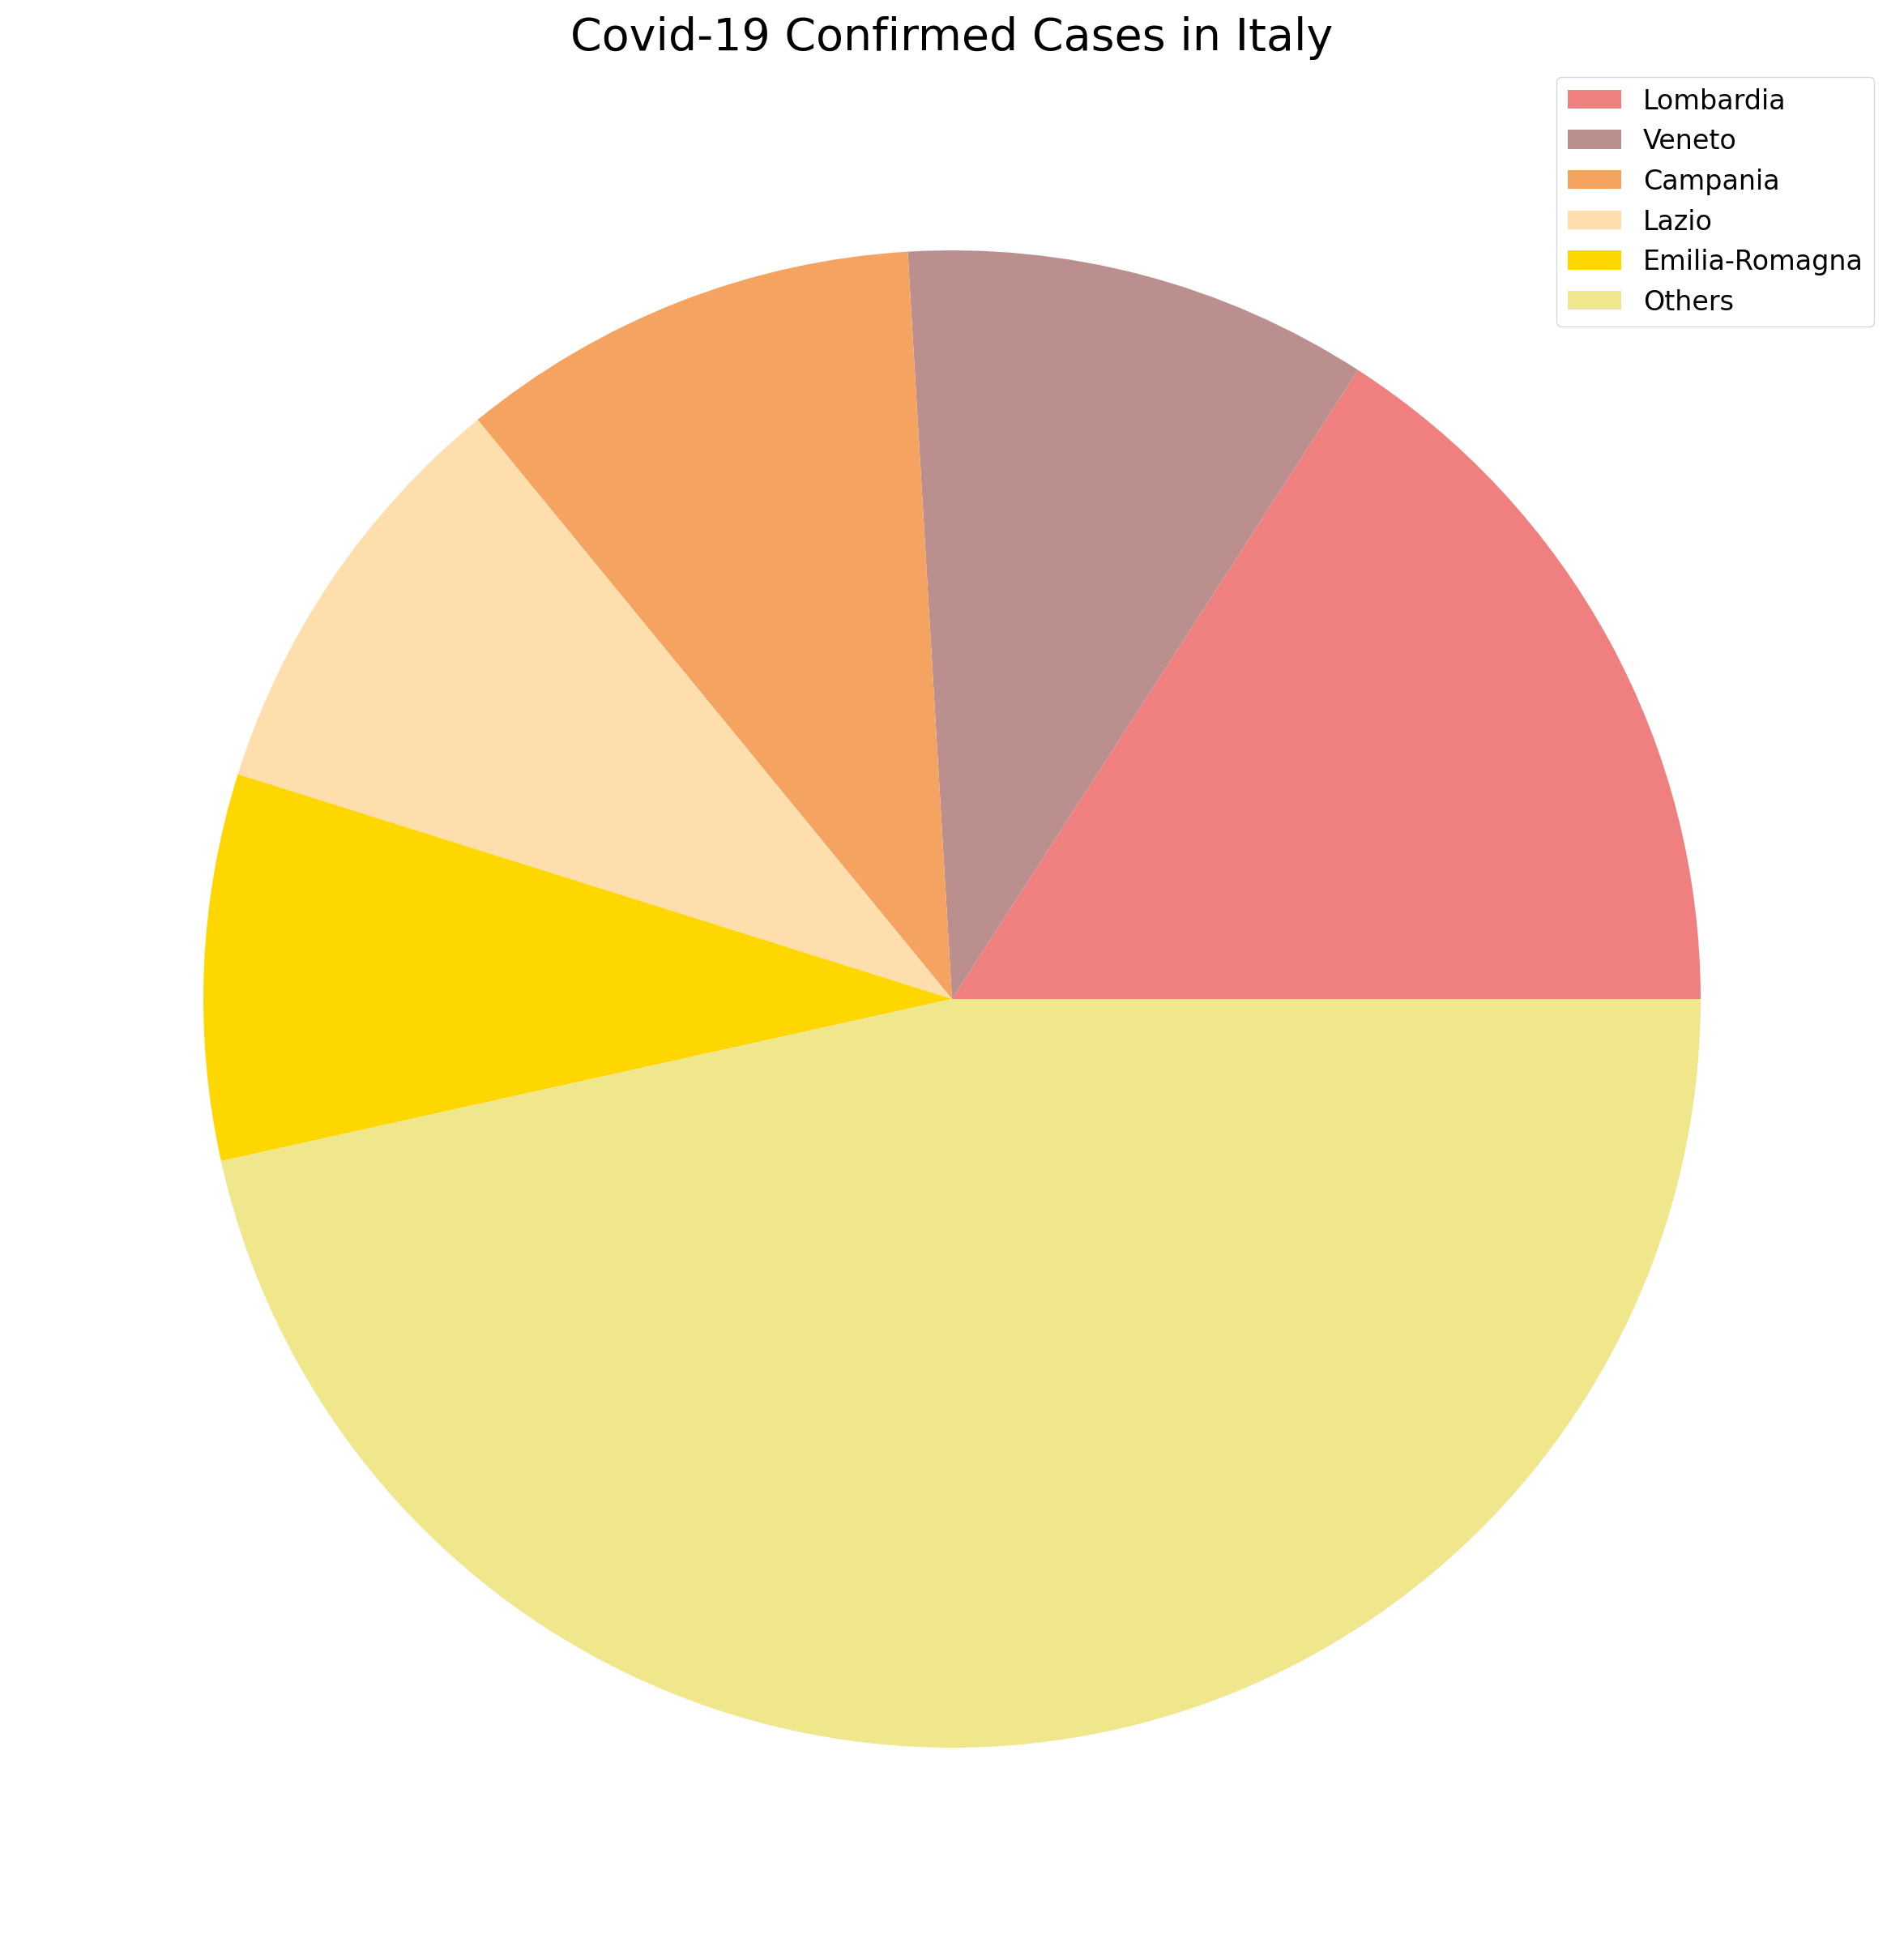 Covid-19 Confirmed Cases in Italy
Lombardia
Veneto
Campania
Lazio
Emilia-Romagna
Others